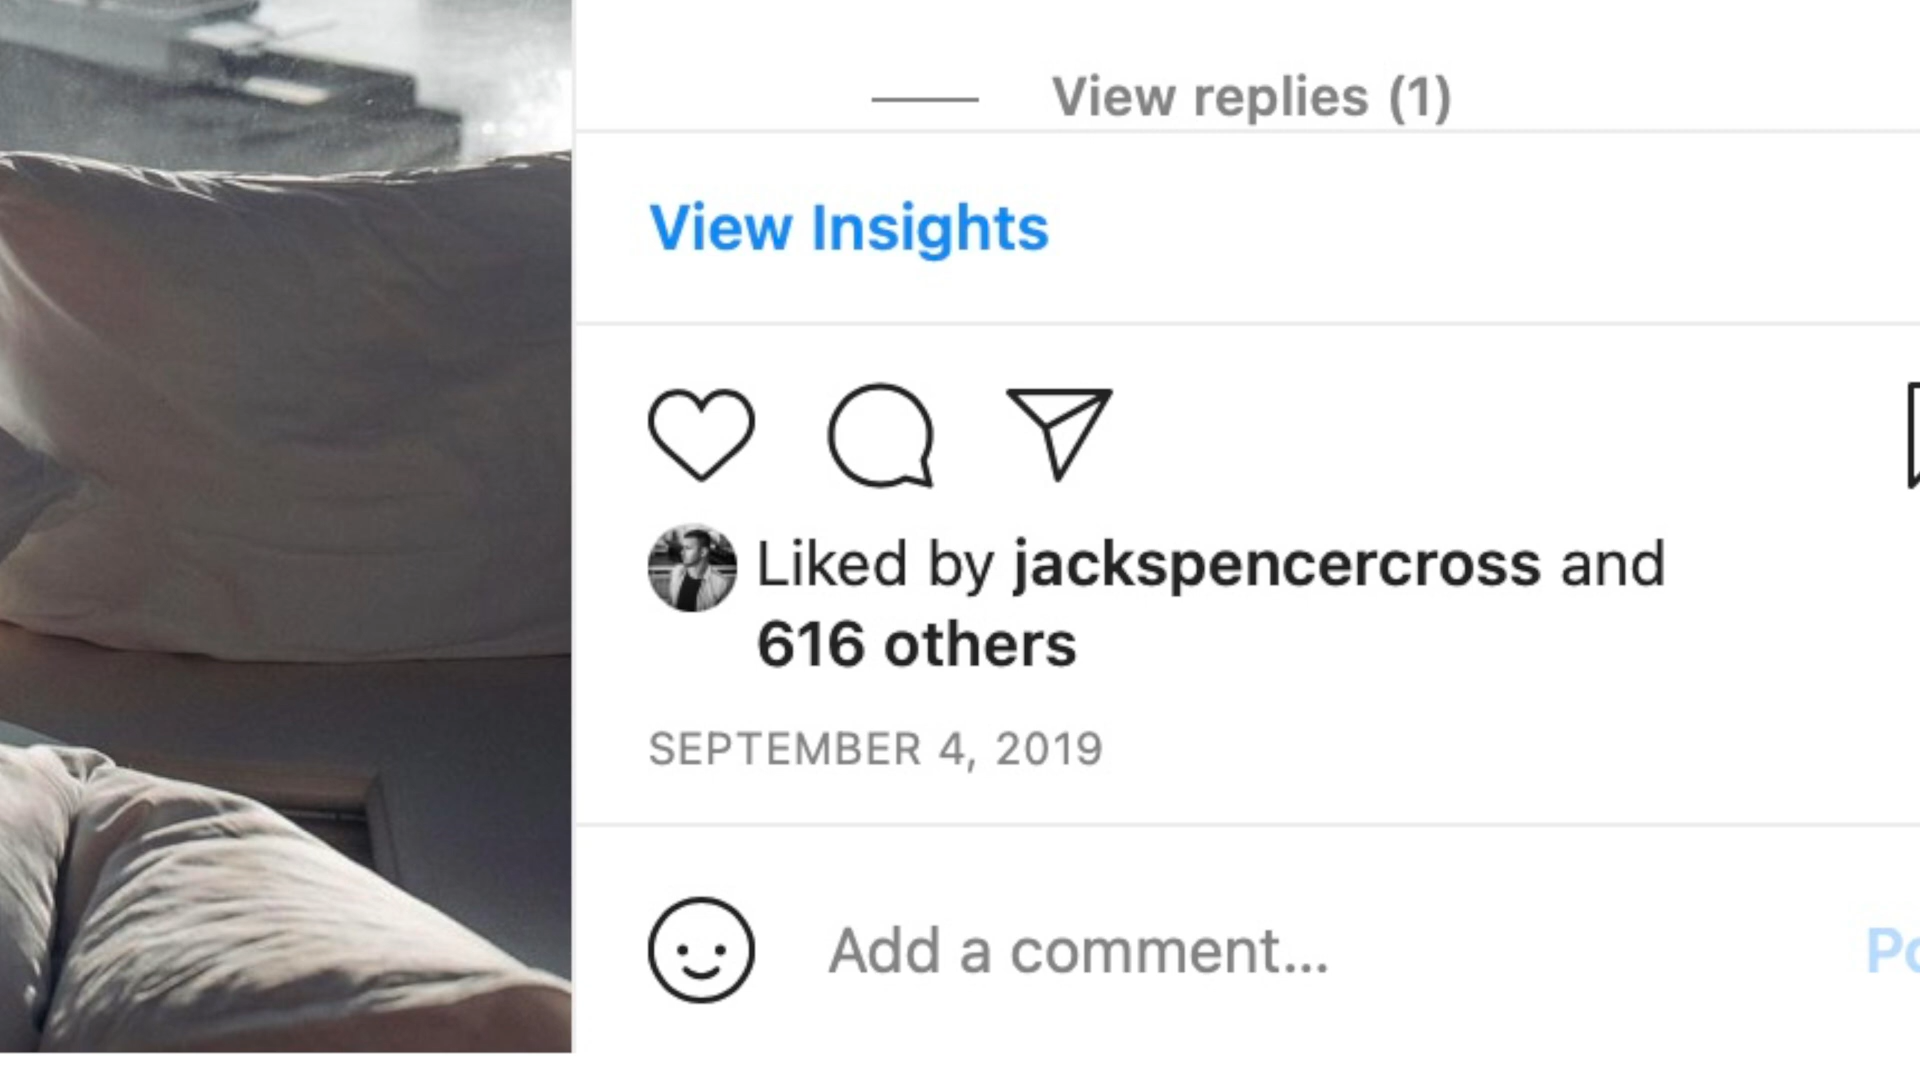 View replies (1)
View Insights
Liked by jackspencercross and
616 others
SEPTEMBER 4, 2019
Add a comment...